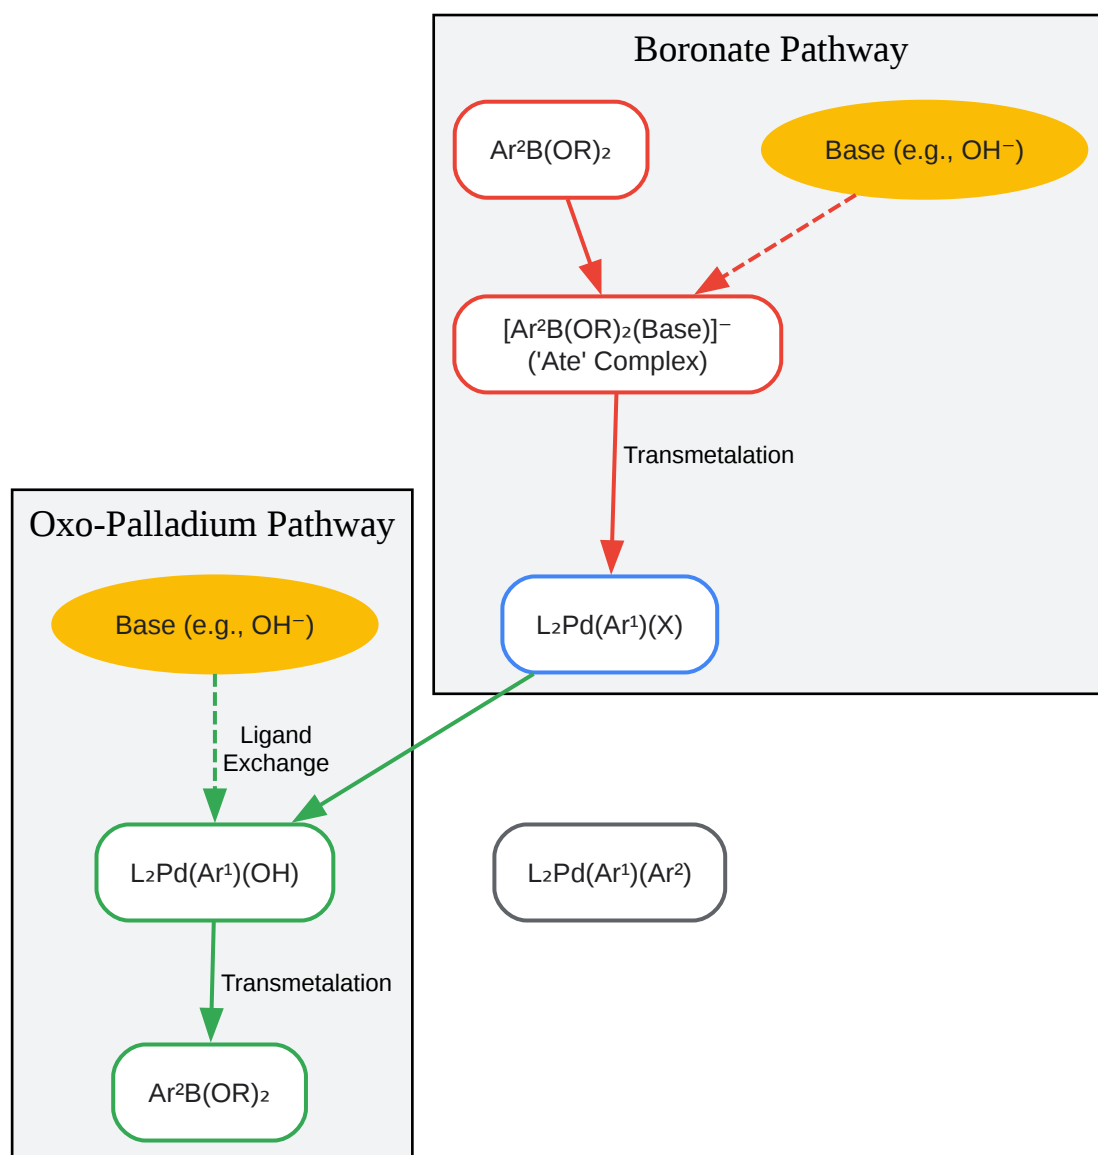 Boronate Pathway
Ar²B(OR)₂
Base (e.g., OH⁻)
[Ar²B(OR)₂(Base)]⁻
('Ate' Complex)
Transmetalation
L₂Pd(Ar¹)(X)
Oxo-Palladium Pathway
Base (e.g., OH⁻)
Ligand
Exchange
L₂Pd(Ar¹)(OH)
L₂Pd(Ar¹)(Ar²)
Transmetalation
Ar²B(OR)₂